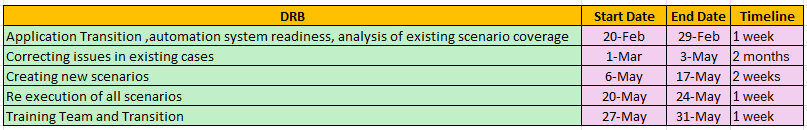 DRB Start Date End Date Timeline
Application Transition ,automation system readiness, analysis of existing scenario coverage 20-Feb 29-Feb 1 week
Correcting issues in existing cases 1-Mar 3-May 2 months
Creating new scenarios 6-May 17-May 2 weeks
Re execution of all scenarios 20-May 24-May 1 week
Training Team and Transition 27-May 31-May 1 week